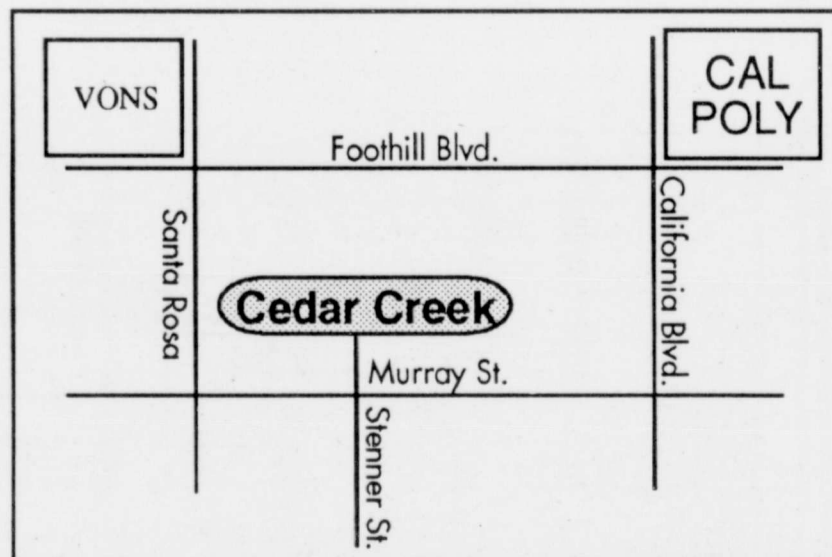 VONS
CAL
POLY
Foothill Blvd.
Santa Rosa
California Blvd.
Cedar Creek
Murray St.
Stenner St.